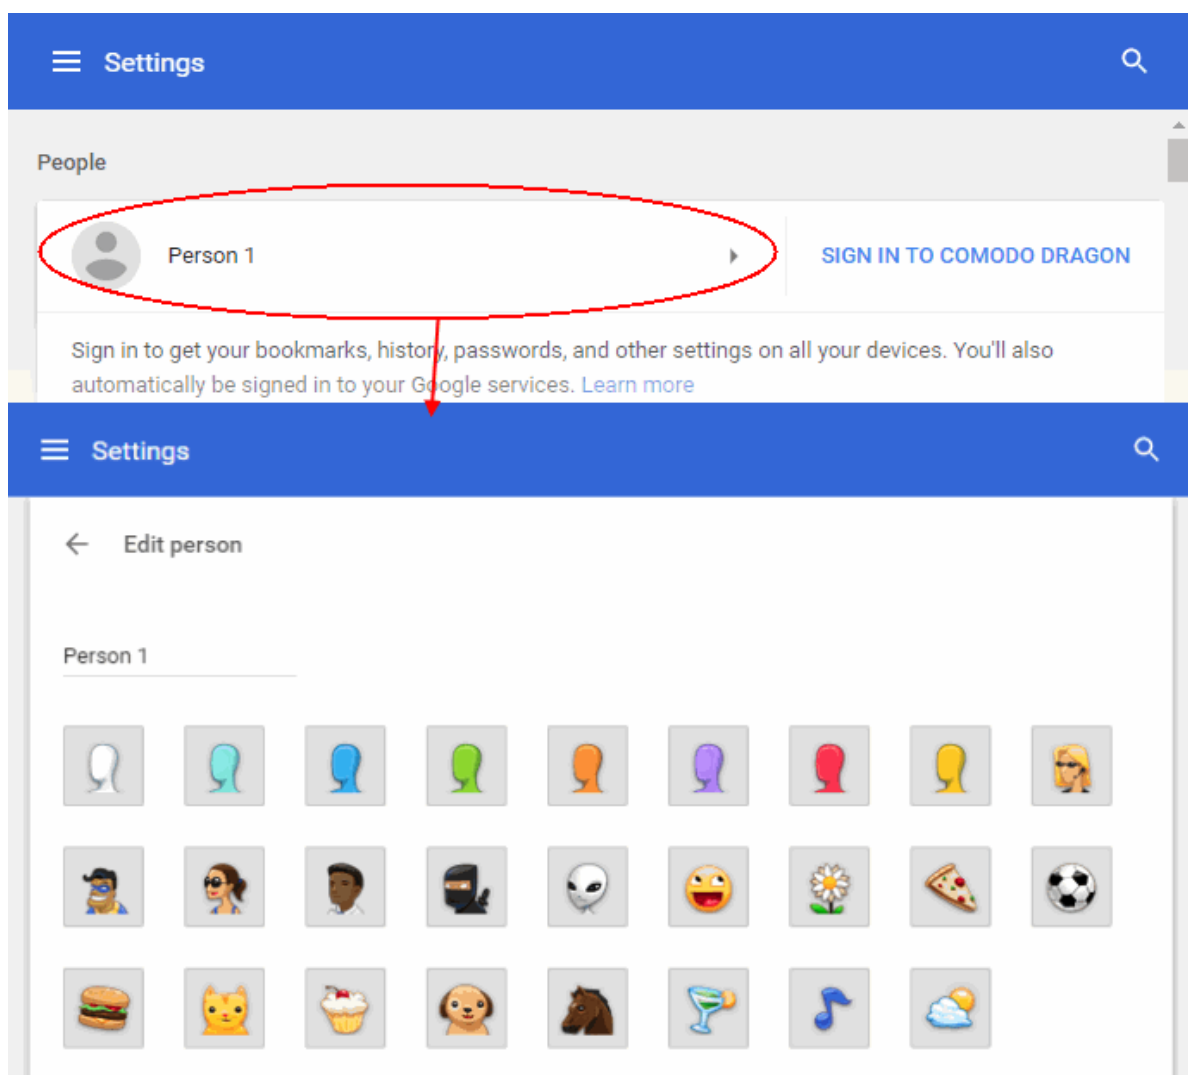 Settings
People
Person 1
SIGN IN TO COMODO DRAGON
Sign in to get your bookmarks, history, passwords, and other settings on all your devices. You'll also
automatically be signed in to your Google services. Learn more
Settings
Edit person
Person 1